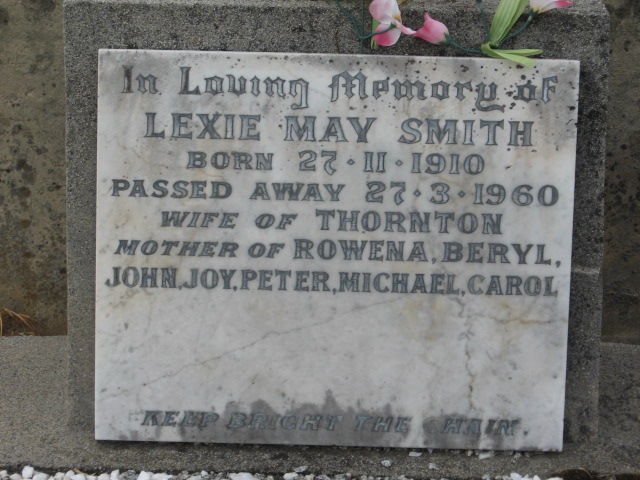 In Loving Memory of
LEXIE MAY SMITH
BORN 27·11·1910
PASSED AWAY 27·3·1960
WIFE OF THORNTON
MOTHER OF ROWENA, BERYL,
JOHN, JOY, PETER, MICHAEL, CAROL
KEEP BRIGHT THE CHAIN.